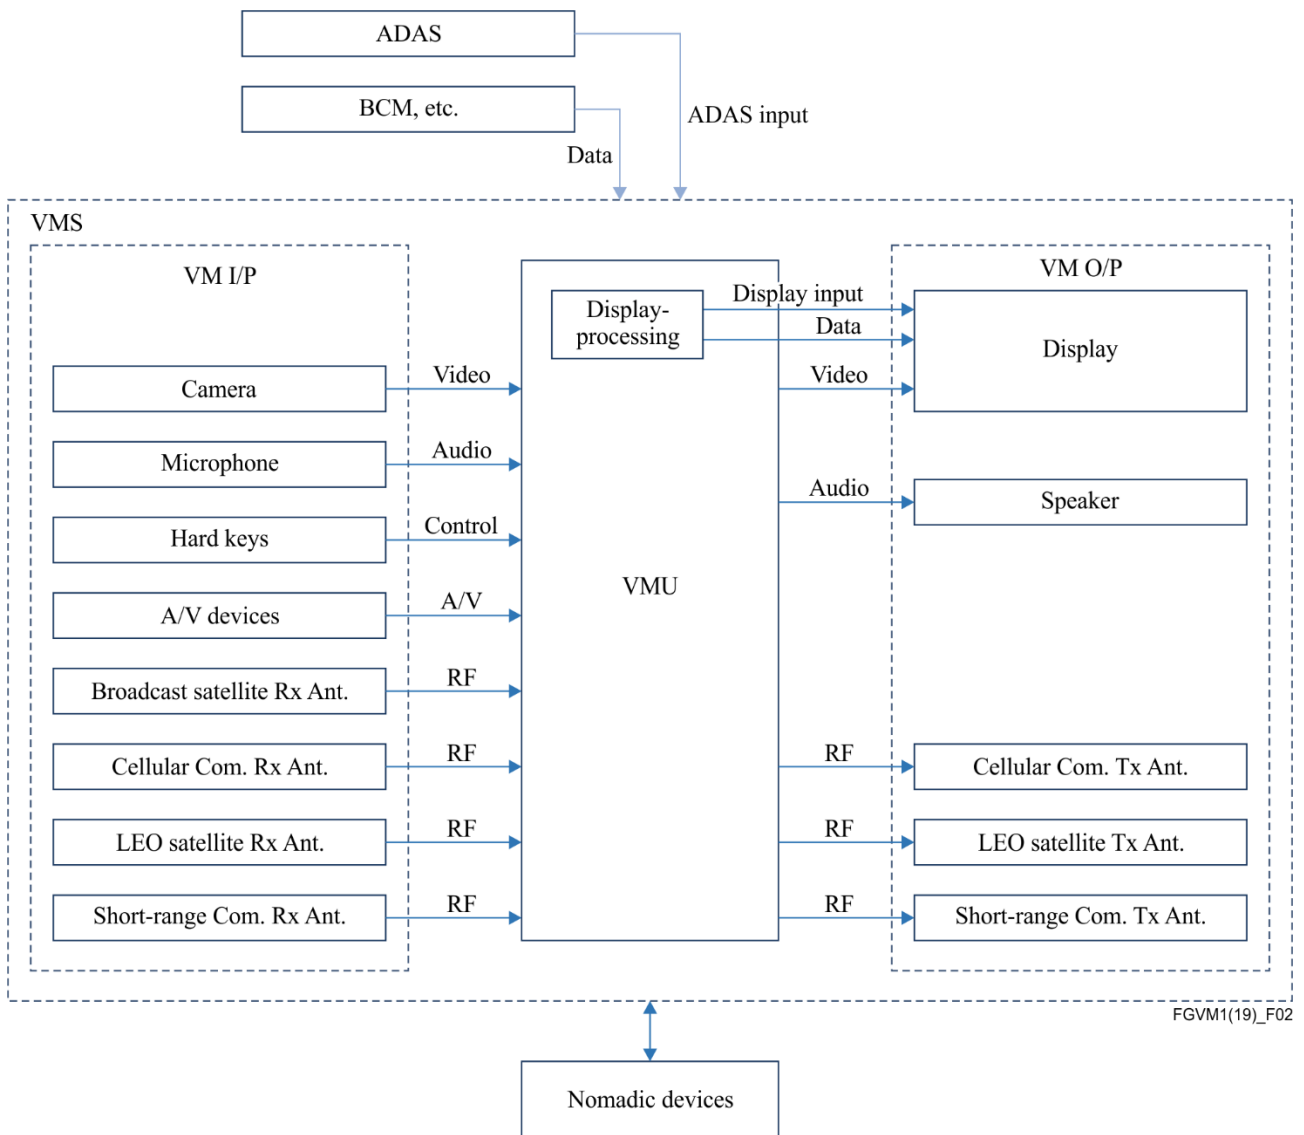 ADAS
BCM, etc.
ADAS input
Data
VMS
VM I/P
VM O/P
Display-
processing
Display input
Data
Display
Camera
Video
Video
Microphone
Audio
Audio
Speaker
Hard keys
Control
VMU
A/V devices
A/V
Broadcast satellite Rx Ant.
RF
Cellular Com. Rx Ant.
RF
RF
Cellular Com. Tx Ant.
LEO satellite Rx Ant.
RF
RF
LEO satellite Tx Ant.
Short-range Com. Rx Ant.
RF
RF
Short-range Com. Tx Ant.
FGVM1(19)_F02
Nomadic devices